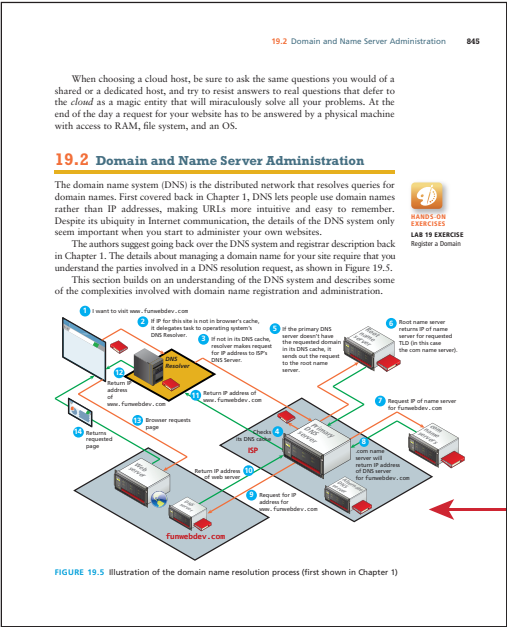 19.2 Domain and Name Server Administration 845
When choosing a cloud host, be sure to ask the same questions you would of
a shared or a dedicated host, and try to resist answers to real questions that defer to
the cloud as a magic entity that will miraculously solve all your problems. At the
end of the day a request for your website has to be answered by a physical machine
with access to RAM, file system, and an OS.
19.2 Domain and Name Server Administration
The domain name system (DNS) is the distributed network that resolves queries for
domain names. First covered back in Chapter 1, DNS lets people use domain names
rather than IP addresses, making URLs more intuitive and easy to remember.
Despite its ubiquity in Internet communication, the details of the DNS system only
seem important when you start to administer your own websites.
The authors suggest going back over the DNS system and registrar description back
in Chapter 1. The details about managing a domain name for your site require that you
understand the parties involved in a DNS resolution request, as shown in Figure 19.5.
This section builds on an understanding of the DNS system and describes some
of the complexities involved with domain name registration and administration.
HANDS-ON
EXERCISES
LAB 19 EXERCISE
Register a Domain
1 I want to visit www.funwebdev.com
2 If IP for this site is not in browser's cache,
it delegates task to operating system's
DNS Resolver.
3 If not in its DNS cache,
resolver makes request
for IP address to ISP's
DNS Server.
DNS
Resolver
4 Checks
its DNS cache
ISP
Primary
DNS
server
5 If the primary DNS
server doesn't have
the requested domain
in its DNS cache, it
sends out the request
to the root name
server.
6 Root name server
returns IP of name
server for requested
TLD (in this case
the com name server).
Root
name
server
7 Request IP of name server
for funwebdev.com
com
name
servers
8 .com name
server will
return IP address
of DNS server
for funwebdev.com
9 Request for IP
address for
www.funwebdev.com
10 Return IP address
of web server
11 Return IP address of
www.funwebdev.com
12 Return IP
address
of
www.funwebdev.com
13 Browser requests
page
14 Returns
requested
page
Web
server
DNS
server
funwebdev.com
FIGURE 19.5 Illustration of the domain name resolution process (first shown in Chapter 1)